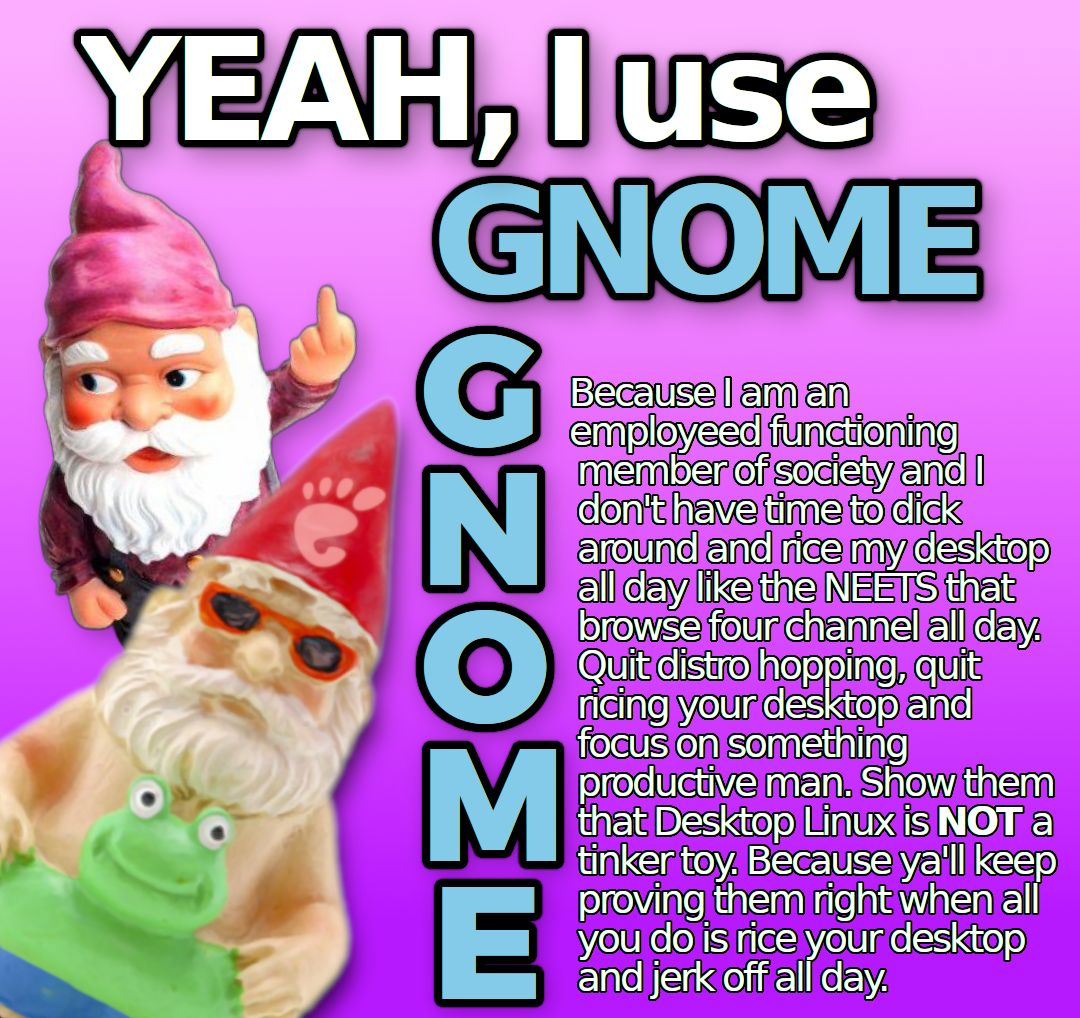 YEAH, I use
GNOME
G
N
O
M
E
Because I am an
employeed functioning
member of society and I
don't have time to dick
around and rice my desktop
all day like the NEETS that
browse four channel all day.
Quit distro hopping, quit
ricing your desktop and
focus on something
productive man. Show them
that Desktop Linux is NOT a
tinker toy. Because ya'll keep
proving them right when all
you do is rice your desktop
and jerk off all day.